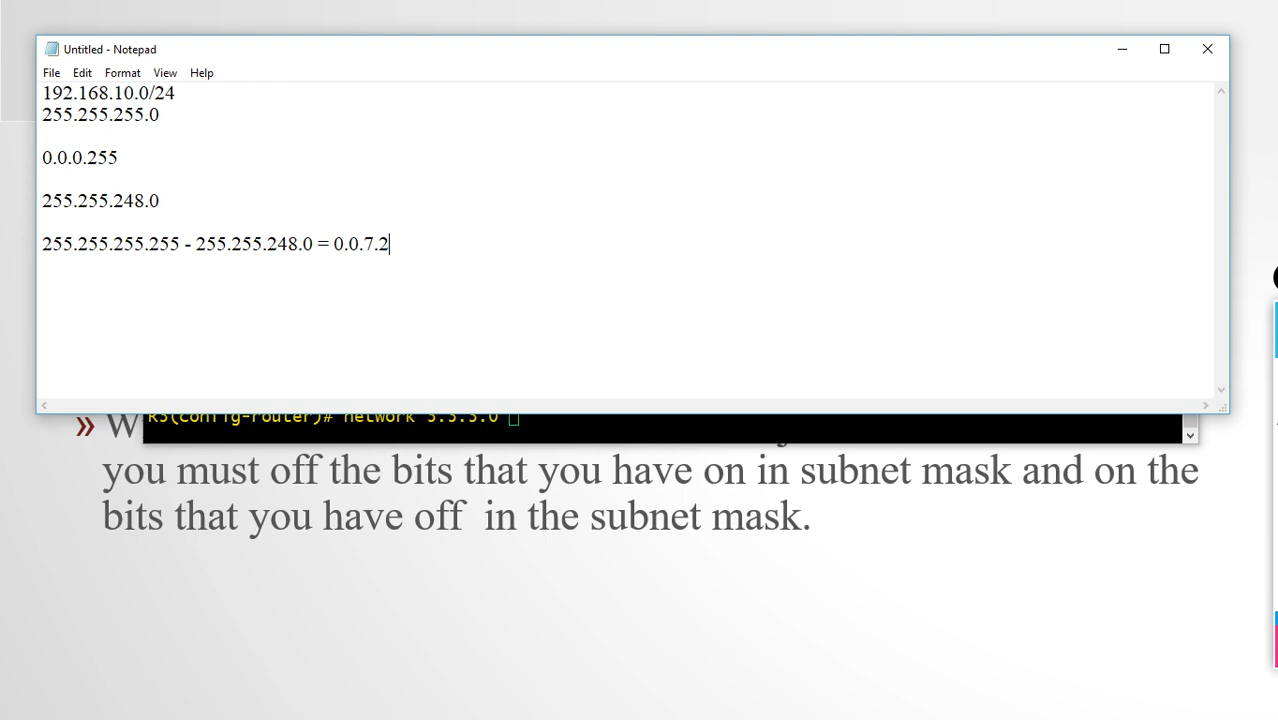 Untitled - Notepad
File Edit Format View Help
192.168.10.0/24
255.255.255.0
0.0.0.255
255.255.248.0
255.255.255.255 - 255.255.248.0 = 0.0.7.2
R3(config-router)# network 3.3.3.0
» W
you must off the bits that you have on in subnet mask and on the
bits that you have off in the subnet mask.